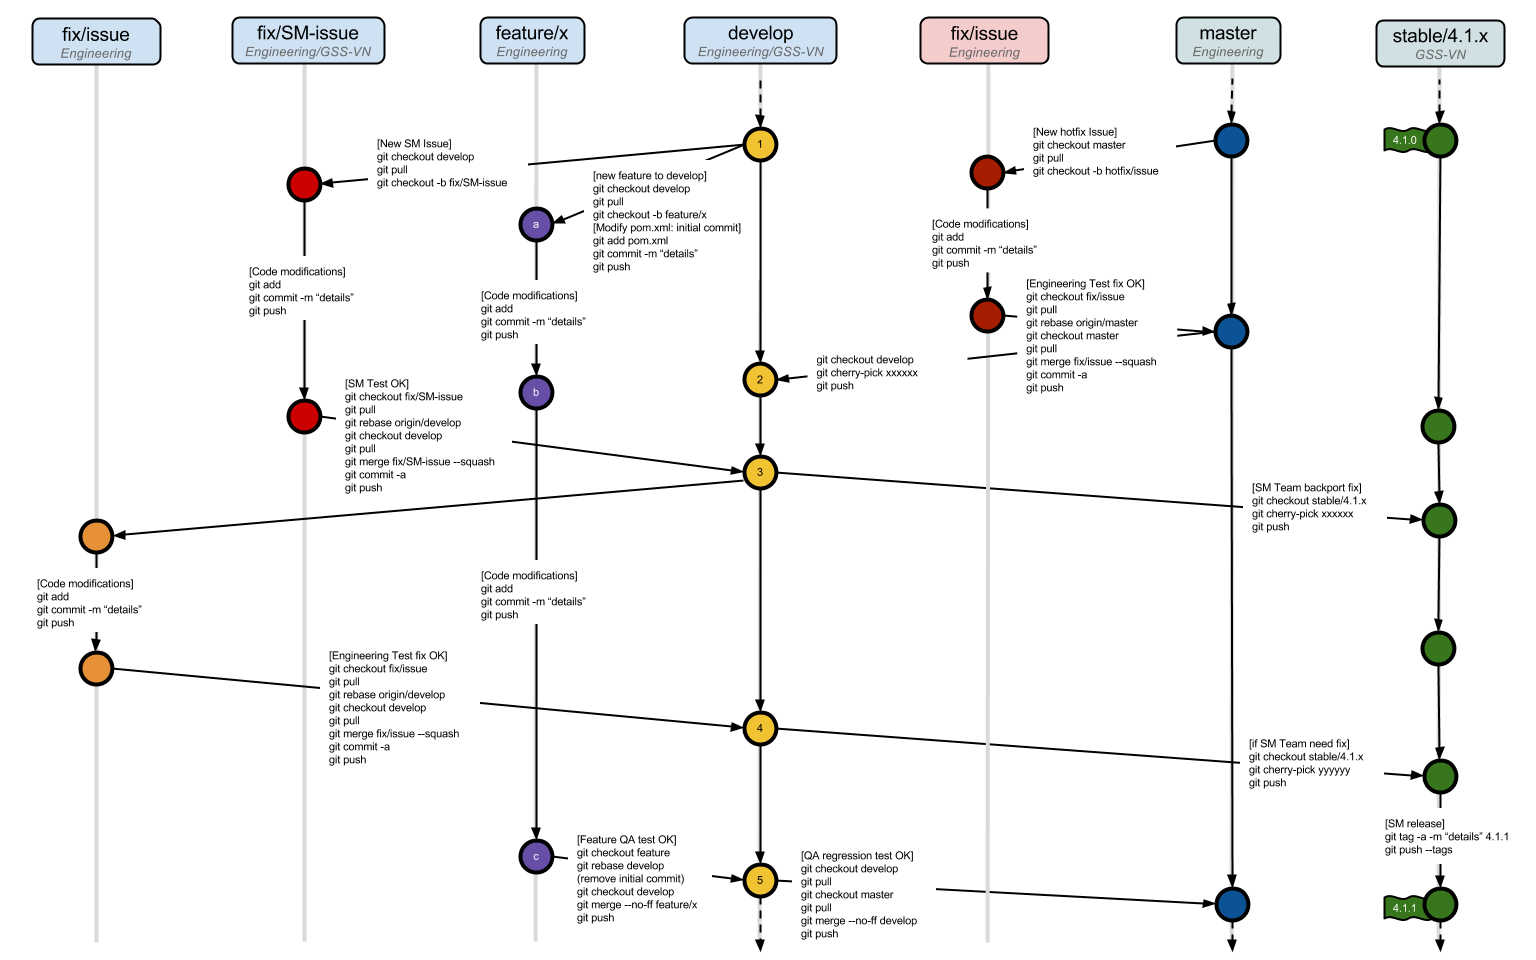 fix/issue
Engineering
fix/SM-issue
Engineering/GSS-VN
feature/x
Engineering
develop
Engineering/GSS-VN
fix/issue
Engineering
master
Engineering
stable/4.1.x
GSS-VN
[New SM Issue]
git checkout develop
git pull
git checkout -b fix/SM-issue
1
[new feature to develop]
git checkout develop
git pull
git checkout -b feature/x
[Modify pom.xml: initial commit]
git add pom.xml
git commit -m “details”
git push
a
[New hotfix Issue]
git checkout master
git pull
git checkout -b hotfix/issue
4.1.0
[Code modifications]
git add
git commit -m “details”
git push
[Code modifications]
git add
git commit -m “details”
git push
[Code modifications]
git add
git commit -m “details”
git push
[Engineering Test fix OK]
git checkout fix/issue
git pull
git rebase origin/master
git checkout master
git pull
git merge fix/issue --squash
git commit -a
git push
git checkout develop
git cherry-pick xxxxxx
git push
2
b
[SM Test OK]
git checkout fix/SM-issue
git pull
git rebase origin/develop
git checkout develop
git pull
git merge fix/SM-issue --squash
git commit -a
git push
3
[SM Team backport fix]
git checkout stable/4.1.x
git cherry-pick xxxxxx
git push
[Code modifications]
git add
git commit -m “details”
git push
[Code modifications]
git add
git commit -m “details”
git push
[Engineering Test fix OK]
git checkout fix/issue
git pull
git rebase origin/develop
git checkout develop
git pull
git merge fix/issue --squash
git commit -a
git push
4
[if SM Team need fix]
git checkout stable/4.1.x
git cherry-pick yyyyyy
git push
[SM release]
git tag -a -m “details” 4.1.1
git push --tags
c
[Feature QA test OK]
git checkout feature
git rebase develop
(remove initial commit)
git checkout develop
git merge --no-ff feature/x
git push
5
[QA regression test OK]
git checkout develop
git pull
git checkout master
git pull
git merge --no-ff develop
git push
4.1.1